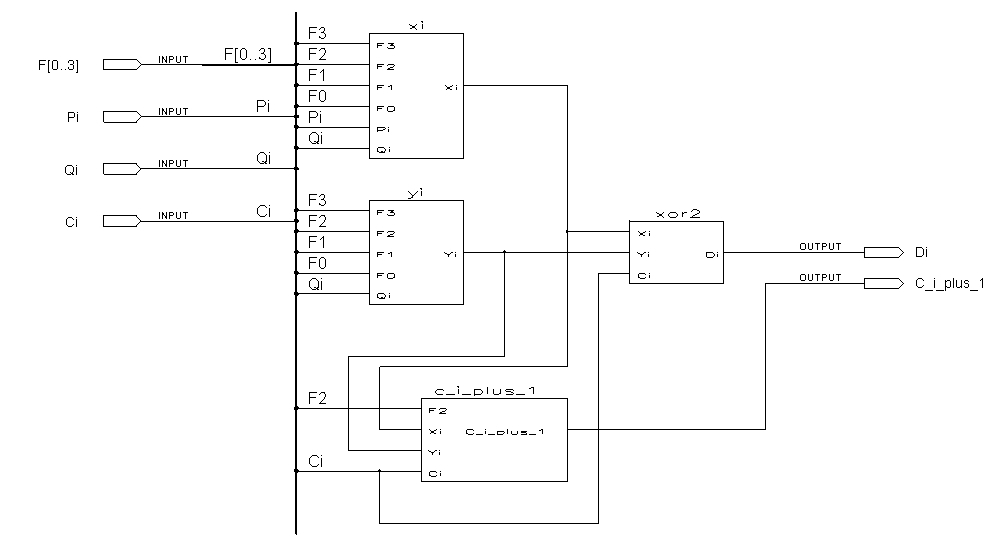 F[0..3] INPUT F[0..3]
Pi INPUT Pi
Qi INPUT Qi
Ci INPUT Ci
xi
F3 F3
F2 F2
F1 F1 Xi
F0 F0
Pi Pi
Qi Qi
yi
F3 F3
F2 F2
F1 F1 Yi
F0 F0
Qi Qi
xor2
Xi
Yi Di
Ci
OUTPUT Di
OUTPUT C_i_plus_1
c_i_plus_1
F2 F2
Xi C_i_plus_1
Yi
Ci Ci